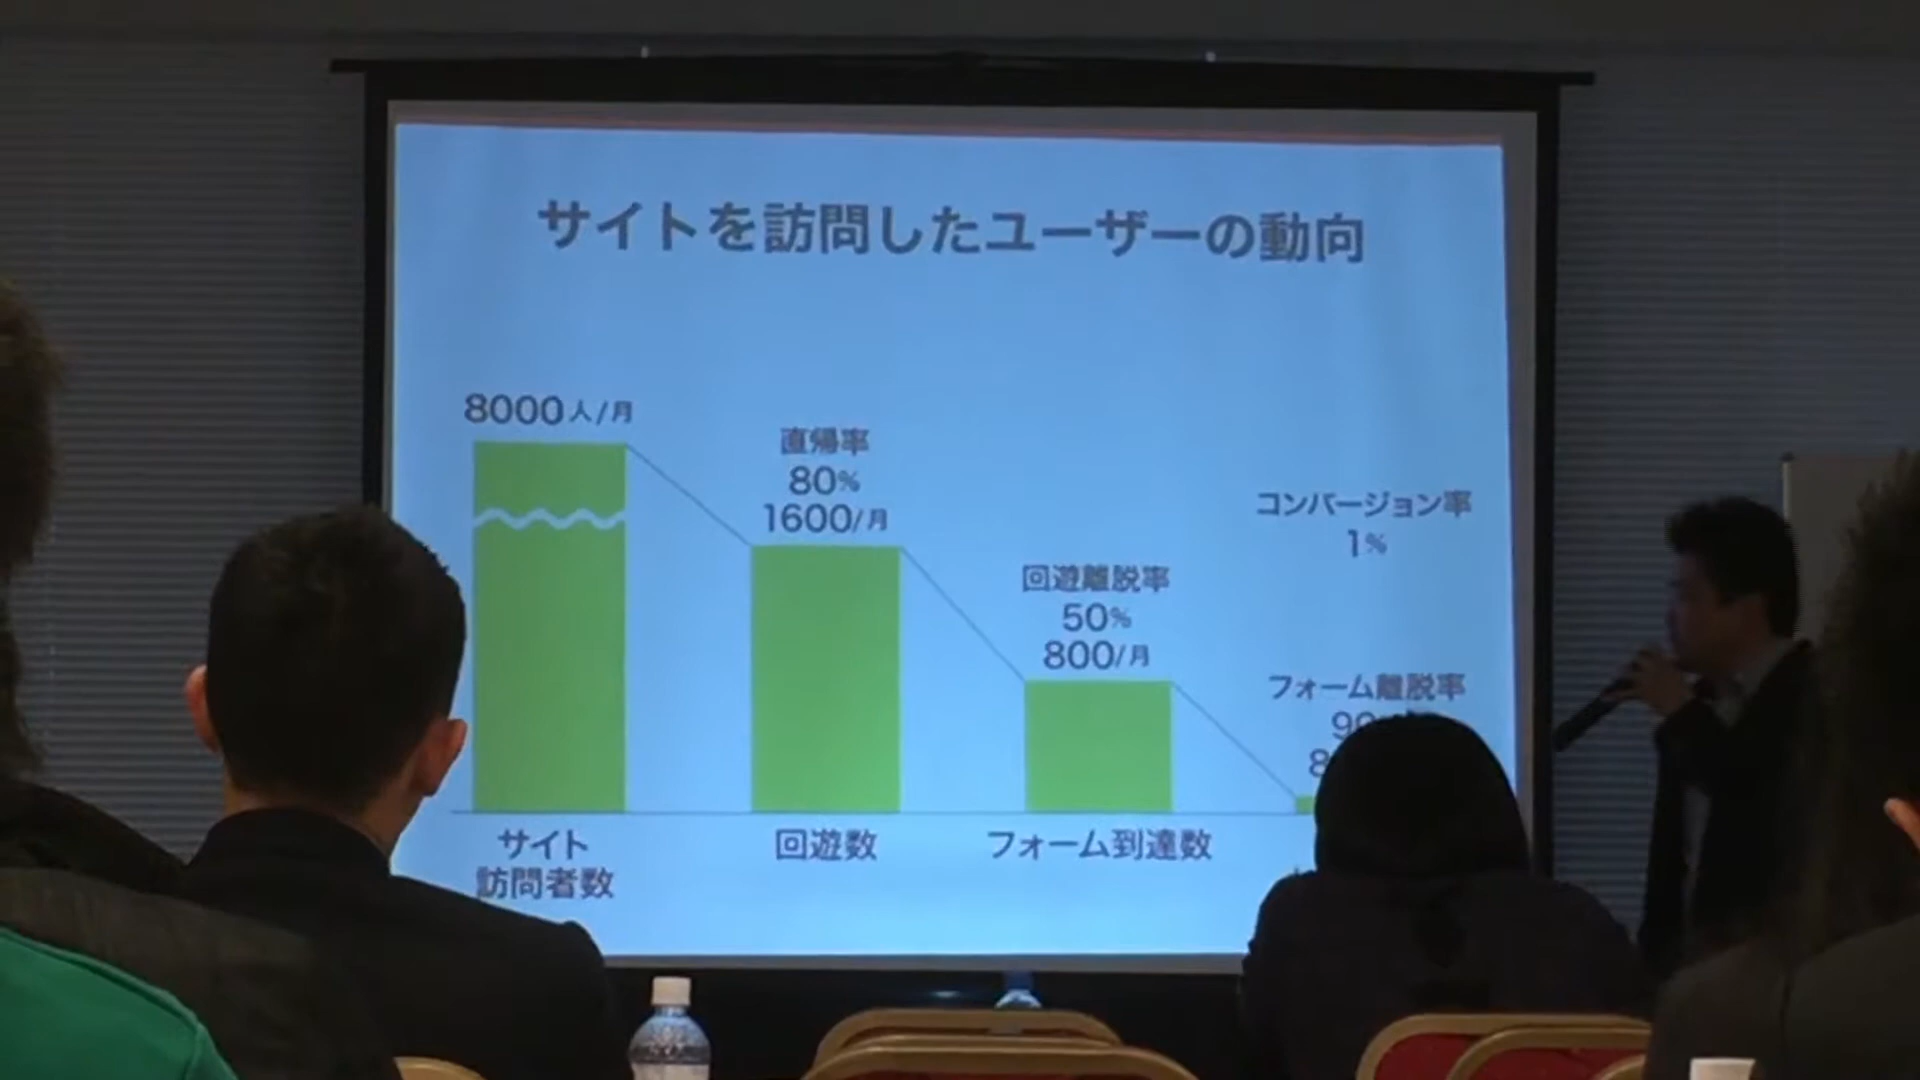 サイトを訪問したユーザーの動向
8000人/月
直帰率
80%
1600/月
回遊離脱率
50%
800/月
コンバージョン率
1%
フォーム離脱率
サイト
訪問者数
回遊数
フォーム到達数